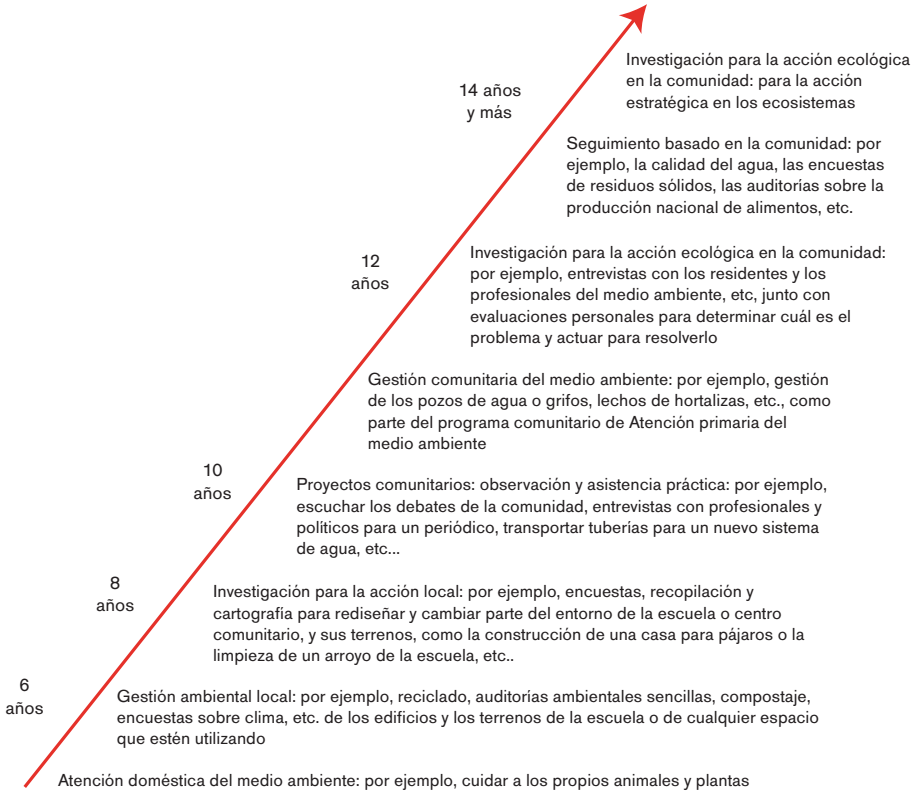 Investigación para la acción ecológica
en la comunidad: para la acción
estratégica en los ecosistemas
14 años
y más
Seguimiento basado en la comunidad: por
ejemplo, la calidad del agua, las encuestas
de residuos sólidos, las auditorías sobre la
producción nacional de alimentos, etc.
12
años
Investigación para la acción ecológica en la comunidad:
por ejemplo, entrevistas con los residentes y los
profesionales del medio ambiente, etc, junto con
evaluaciones personales para determinar cuál es el
problema y actuar para resolverlo
Gestión comunitaria del medio ambiente: por ejemplo, gestión
de los pozos de agua o grifos, lechos de hortalizas, etc., como
parte del programa comunitario de Atención primaria del
medio ambiente
10
años
Proyectos comunitarios: observación y asistencia práctica: por ejemplo,
escuchar los debates de la comunidad, entrevistas con profesionales y
políticos para un periódico, transportar tuberías para un nuevo sistema
de agua, etc...
8
años
Investigación para la acción local: por ejemplo, encuestas, recopilación y
cartografía para rediseñar y cambiar parte del entorno de la escuela o centro
comunitario, y sus terrenos, como la construcción de una casa para pájaros o la
limpieza de un arroyo de la escuela, etc..
6
años
Gestión ambiental local: por ejemplo, reciclado, auditorías ambientales sencillas, compostaje,
encuestas sobre clima, etc. de los edificios y los terrenos de la escuela o de cualquier espacio
que estén utilizando
Atención doméstica del medio ambiente: por ejemplo, cuidar a los propios animales y plantas